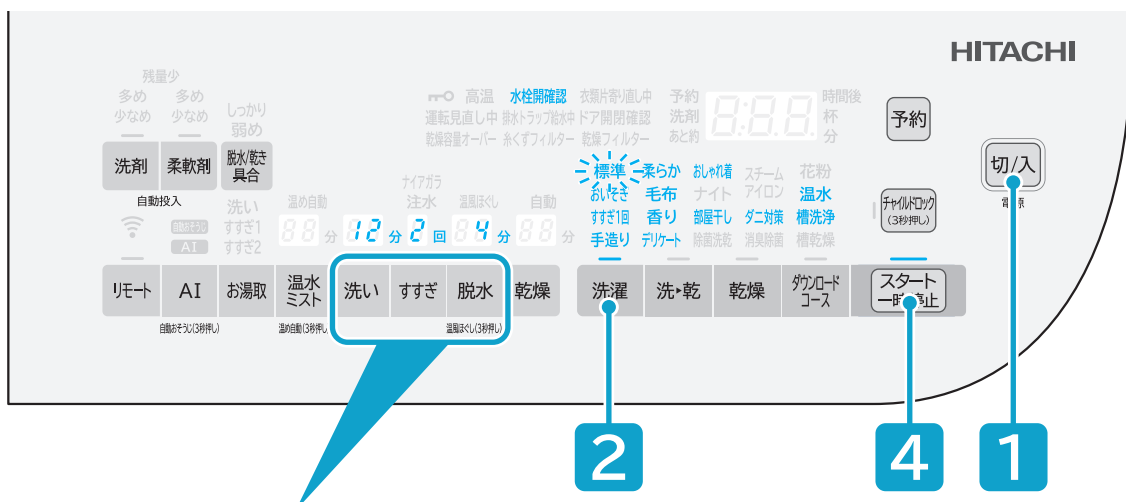 HITACHI
残量少
多め 多め
少なめ 少なめ
しっかり
弱め
高温 水栓開確認 衣類片寄り直し中
運転見直し中 排水トラップ給水中 ドア開閉確認
乾燥容量オーバー 糸くずフィルター 乾燥フィルター
予約
洗剤
あと約
8:88
時間後
杯
分
予約
切/入
電源
洗剤 柔軟剤
脱水/乾き
具合
自動投入
標準 柔らか おしゃれ着 スチーム 花粉
おいそぎ 毛布 ナイト アイロン 温水
すすぎ1回 香り 部屋干し ダニ対策 槽洗浄
手造り デリケート 除菌洗乾 消臭除菌 槽乾燥
チャイルドロック
(3秒押し)
自動おそうじ
AI
洗い
すすぎ1
すすぎ2
温め自動
88 分
12 分
ナイアガラ
注水
2 回
温風ほぐし
4 分
自動
88 分
リモート AI お湯取
温水
ミスト
洗い すすぎ 脱水 乾燥
洗濯 洗▸乾 乾燥
ダウンロード
コース
スタート
一時停止
自動おそうじ(3秒押し) 温め自動(3秒押し) 温風ほぐし(3秒押し)
2 4 1